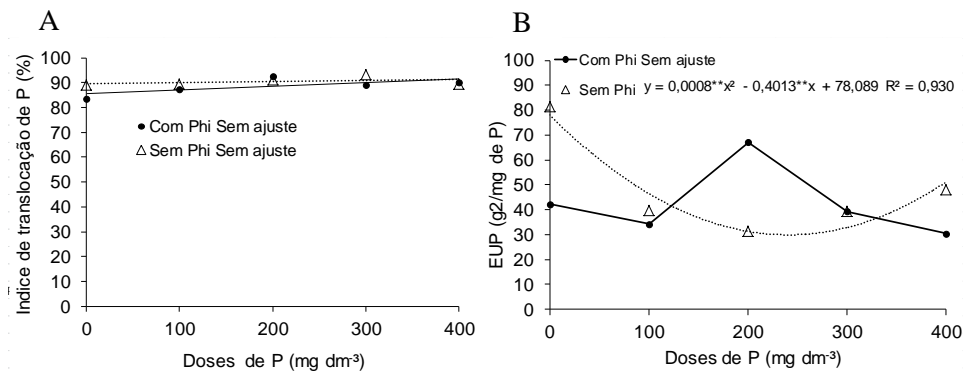 A
Indice de translocação de P (%)
100
90
80
70
60
50
40
30
20
10
0
Com Phi Sem ajuste
Sem Phi Sem ajuste
0 100 200 300 400
Doses de P (mg dm-³)
B
EUP (g2/mg de P)
100
90
80
70
60
50
40
30
20
10
0
Com Phi Sem ajuste
Sem Phi y = 0,0008**x² - 0,4013**x + 78,089 R² = 0,930
0 100 200 300 400
Doses de P (mg dm-³)